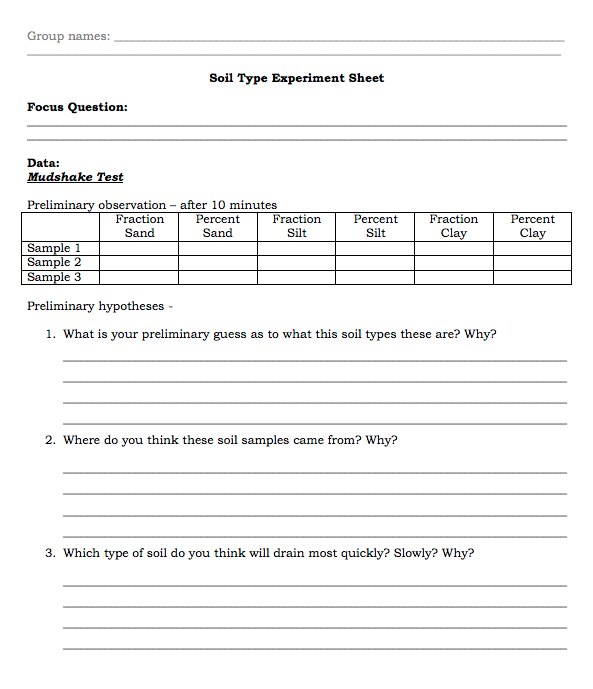 Group names:
Soil Type Experiment Sheet
Focus Question:
Data:
Mudshake Test
Preliminary observation – after 10 minutes
Fraction Sand Percent Sand Fraction Silt Percent Silt Fraction Clay Percent Clay
Sample 1
Sample 2
Sample 3
Preliminary hypotheses -
1. What is your preliminary guess as to what this soil types these are? Why?
2. Where do you think these soil samples came from? Why?
3. Which type of soil do you think will drain most quickly? Slowly? Why?